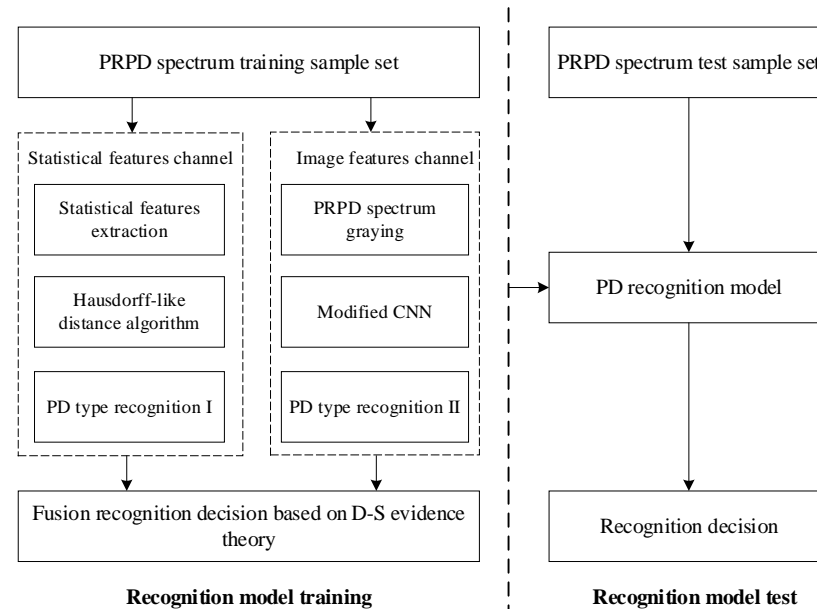 PRPD spectrum training sample set
Statistical features channel
Statistical features
extraction
Hausdorff-like
distance algorithm
PD type recognition I
Image features channel
PRPD spectrum
graying
Modified CNN
PD type recognition II
Fusion recognition decision based on D-S evidence
theory
Recognition model training
PRPD spectrum test sample set
PD recognition model
Recognition decision
Recognition model test